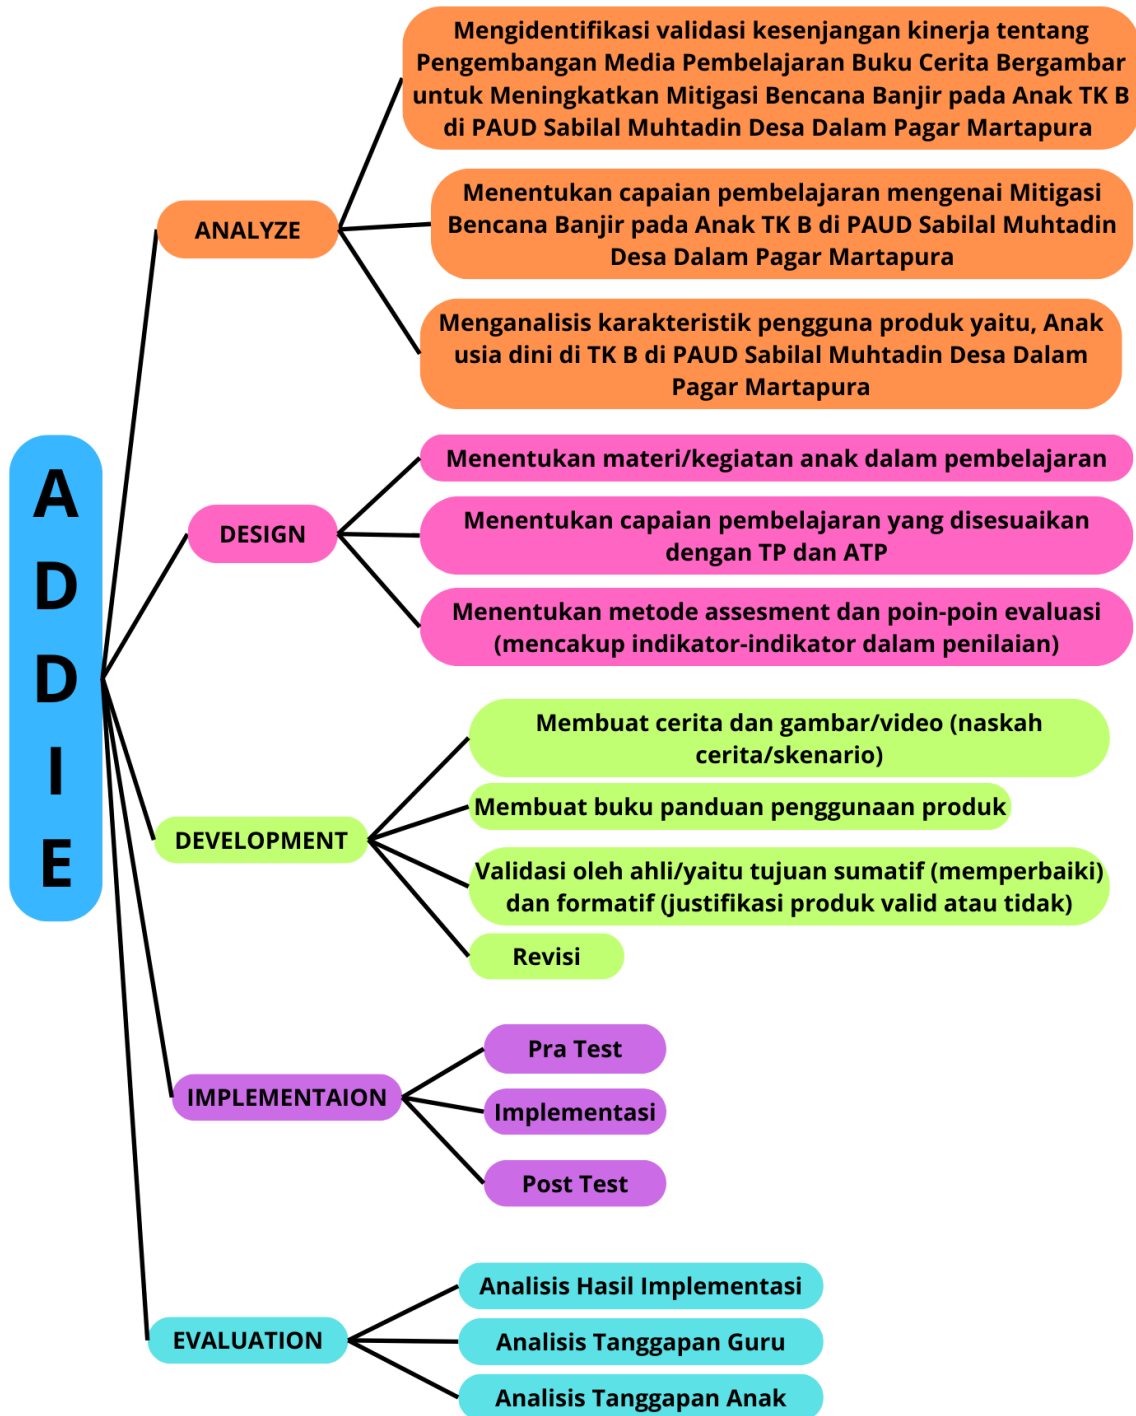 A
D
D
I
E
ANALYZE
Mengidentifikasi validasi kesenjangan kinerja tentang
Pengembangan Media Pembelajaran Buku Cerita Bergambar
untuk Meningkatkan Mitigasi Bencana Banjir pada Anak TK B
di PAUD Sabilal Muhtadin Desa Dalam Pagar Martapura
Menentukan capaian pembelajaran mengenai Mitigasi
Bencana Banjir pada Anak TK B di PAUD Sabilal Muhtadin
Desa Dalam Pagar Martapura
Menganalisis karakteristik pengguna produk yaitu, Anak
usia dini di TK B di PAUD Sabilal Muhtadin Desa Dalam
Pagar Martapura
DESIGN
Menentukan materi/kegiatan anak dalam pembelajaran
Menentukan capaian pembelajaran yang disesuaikan
dengan TP dan ATP
Menentukan metode assesment dan poin-poin evaluasi
(mencakup indikator-indikator dalam penilaian)
DEVELOPMENT
Membuat cerita dan gambar/video (naskah
cerita/skenario)
Membuat buku panduan penggunaan produk
Validasi oleh ahli/yaitu tujuan sumatif (memperbaiki)
dan formatif (justifikasi produk valid atau tidak)
Revisi
IMPLEMENTAION
Pra Test
Implementasi
Post Test
EVALUATION
Analisis Hasil Implementasi
Analisis Tanggapan Guru
Analisis Tanggapan Anak